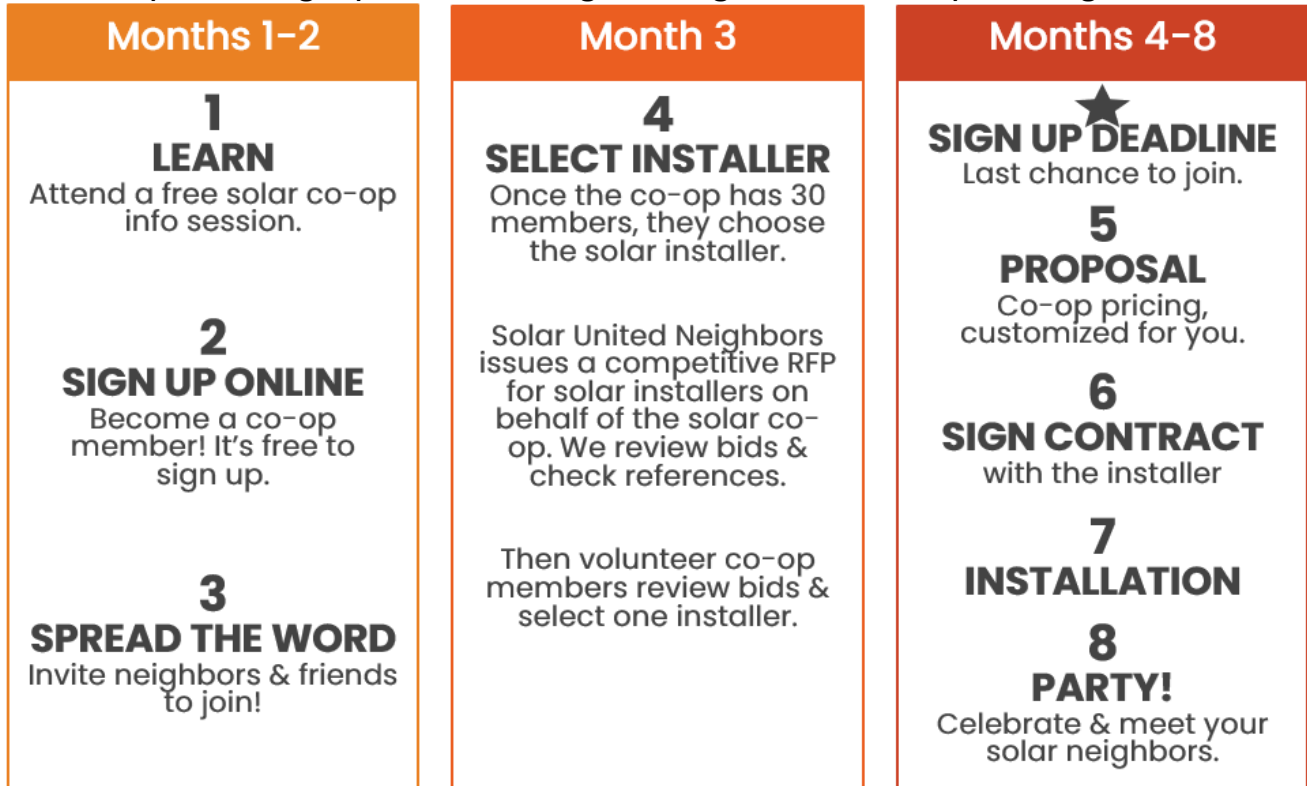 Months 1-2
1
LEARN
Attend a free solar co-op
info session.
2
SIGN UP ONLINE
Become a co-op
member! It's free to
sign up.
3
SPREAD THE WORD
Invite neighbors & friends
to join!
Month 3
4
SELECT INSTALLER
Once the co-op has 30
members, they choose
the solar installer.
Solar United Neighbors
issues a competitive RFP
for solar installers on
behalf of the solar co-
op. We review bids &
check references.
Then volunteer co-op
members review bids &
select one installer.
Months 4-8
SIGN UP DEADLINE
Last chance to join.
5
PROPOSAL
Co-op pricing,
customized for you.
6
SIGN CONTRACT
with the installer
7
INSTALLATION
8
PARTY!
Celebrate & meet your
solar neighbors.